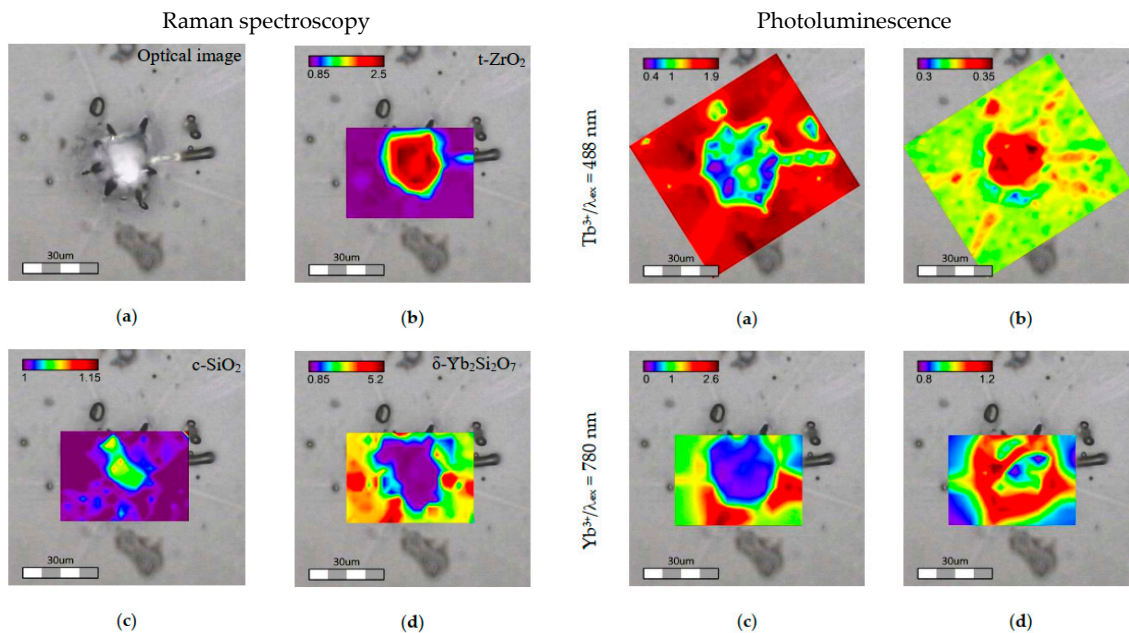 Raman spectroscopy
Photoluminescence
Optical image
30um
(a)
0.85 2.5
t-ZrO₂
30um
(b)
Tb³⁺/λₑₓ = 488 nm
0.4 1 1.9
30um
(a)
0.3 0.35
30um
(b)
1 1.15
c-SiO₂
30um
(c)
0.85 5.2
δ-Yb₂Si₂O₇
30um
(d)
Yb³⁺/λₑₓ = 780 nm
0 1 2.6
30um
(c)
0.8 1.2
30um
(d)